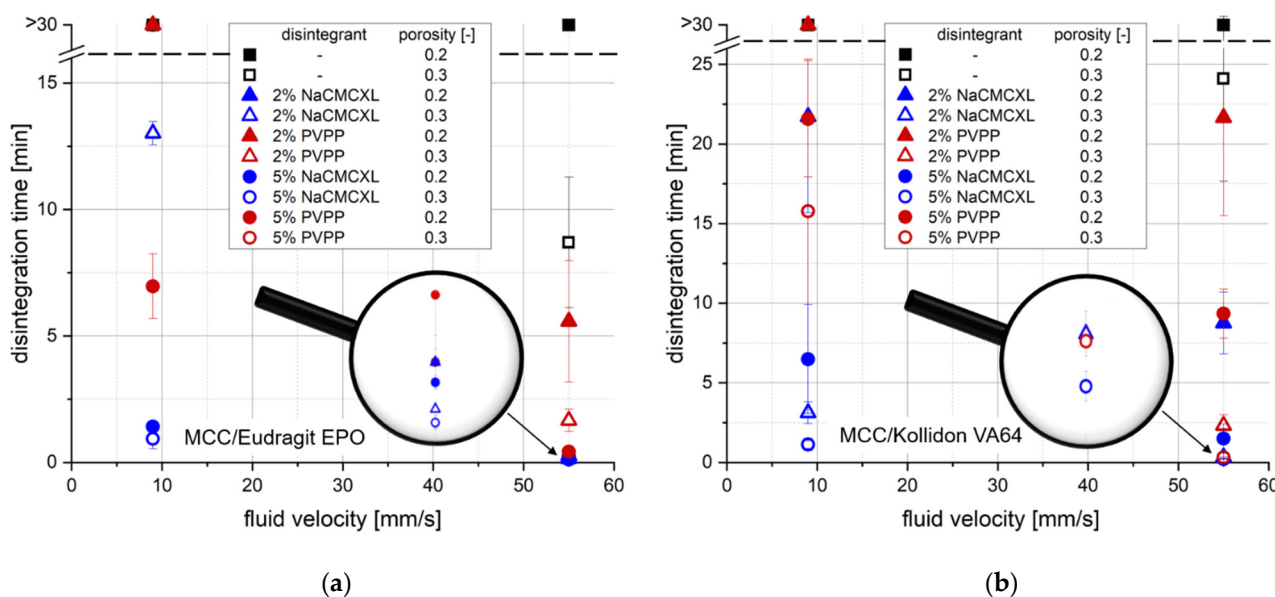 >30
disintegrant porosity [-]
- 0.2
- 0.3
2% NaCMCXL 0.2
2% NaCMCXL 0.3
2% PVPP 0.2
2% PVPP 0.3
5% NaCMCXL 0.2
5% NaCMCXL 0.3
5% PVPP 0.2
5% PVPP 0.3
15
10
5
0
disintegration time [min]
MCC/Eudragit EPO
0 10 20 30 40 50 60
fluid velocity [mm/s]
(a)
>30
disintegrant porosity [-]
- 0.2
- 0.3
2% NaCMCXL 0.2
2% NaCMCXL 0.3
2% PVPP 0.2
2% PVPP 0.3
5% NaCMCXL 0.2
5% NaCMCXL 0.3
5% PVPP 0.2
5% PVPP 0.3
25
20
15
10
5
0
disintegration time [min]
MCC/Kollidon VA64
0 10 20 30 40 50 60
fluid velocity [mm/s]
(b)